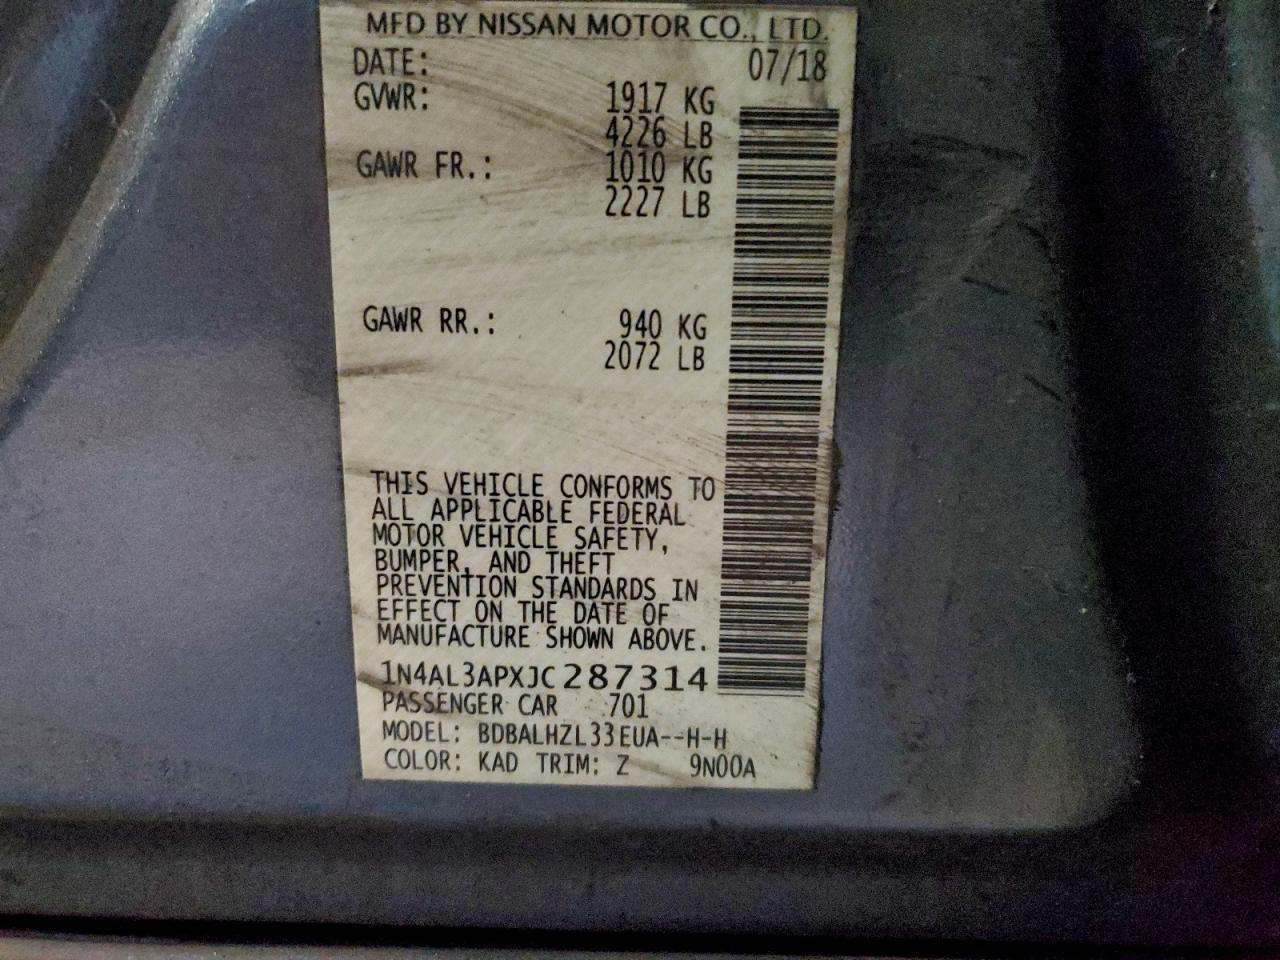 MFD BY NISSAN MOTOR CO., LTD.
DATE: 07/18
GVWR: 1917 KG
4226 LB
GAWR FR.: 1010 KG
2227 LB
GAWR RR.: 940 KG
2072 LB
THIS VEHICLE CONFORMS TO
ALL APPLICABLE FEDERAL
MOTOR VEHICLE SAFETY,
BUMPER, AND THEFT
PREVENTION STANDARDS IN
EFFECT ON THE DATE OF
MANUFACTURE SHOWN ABOVE.
1N4AL3APXJC287314
PASSENGER CAR 701
MODEL: BDBALHZL33EUA--H-H
COLOR: KAD TRIM: Z 9N00A